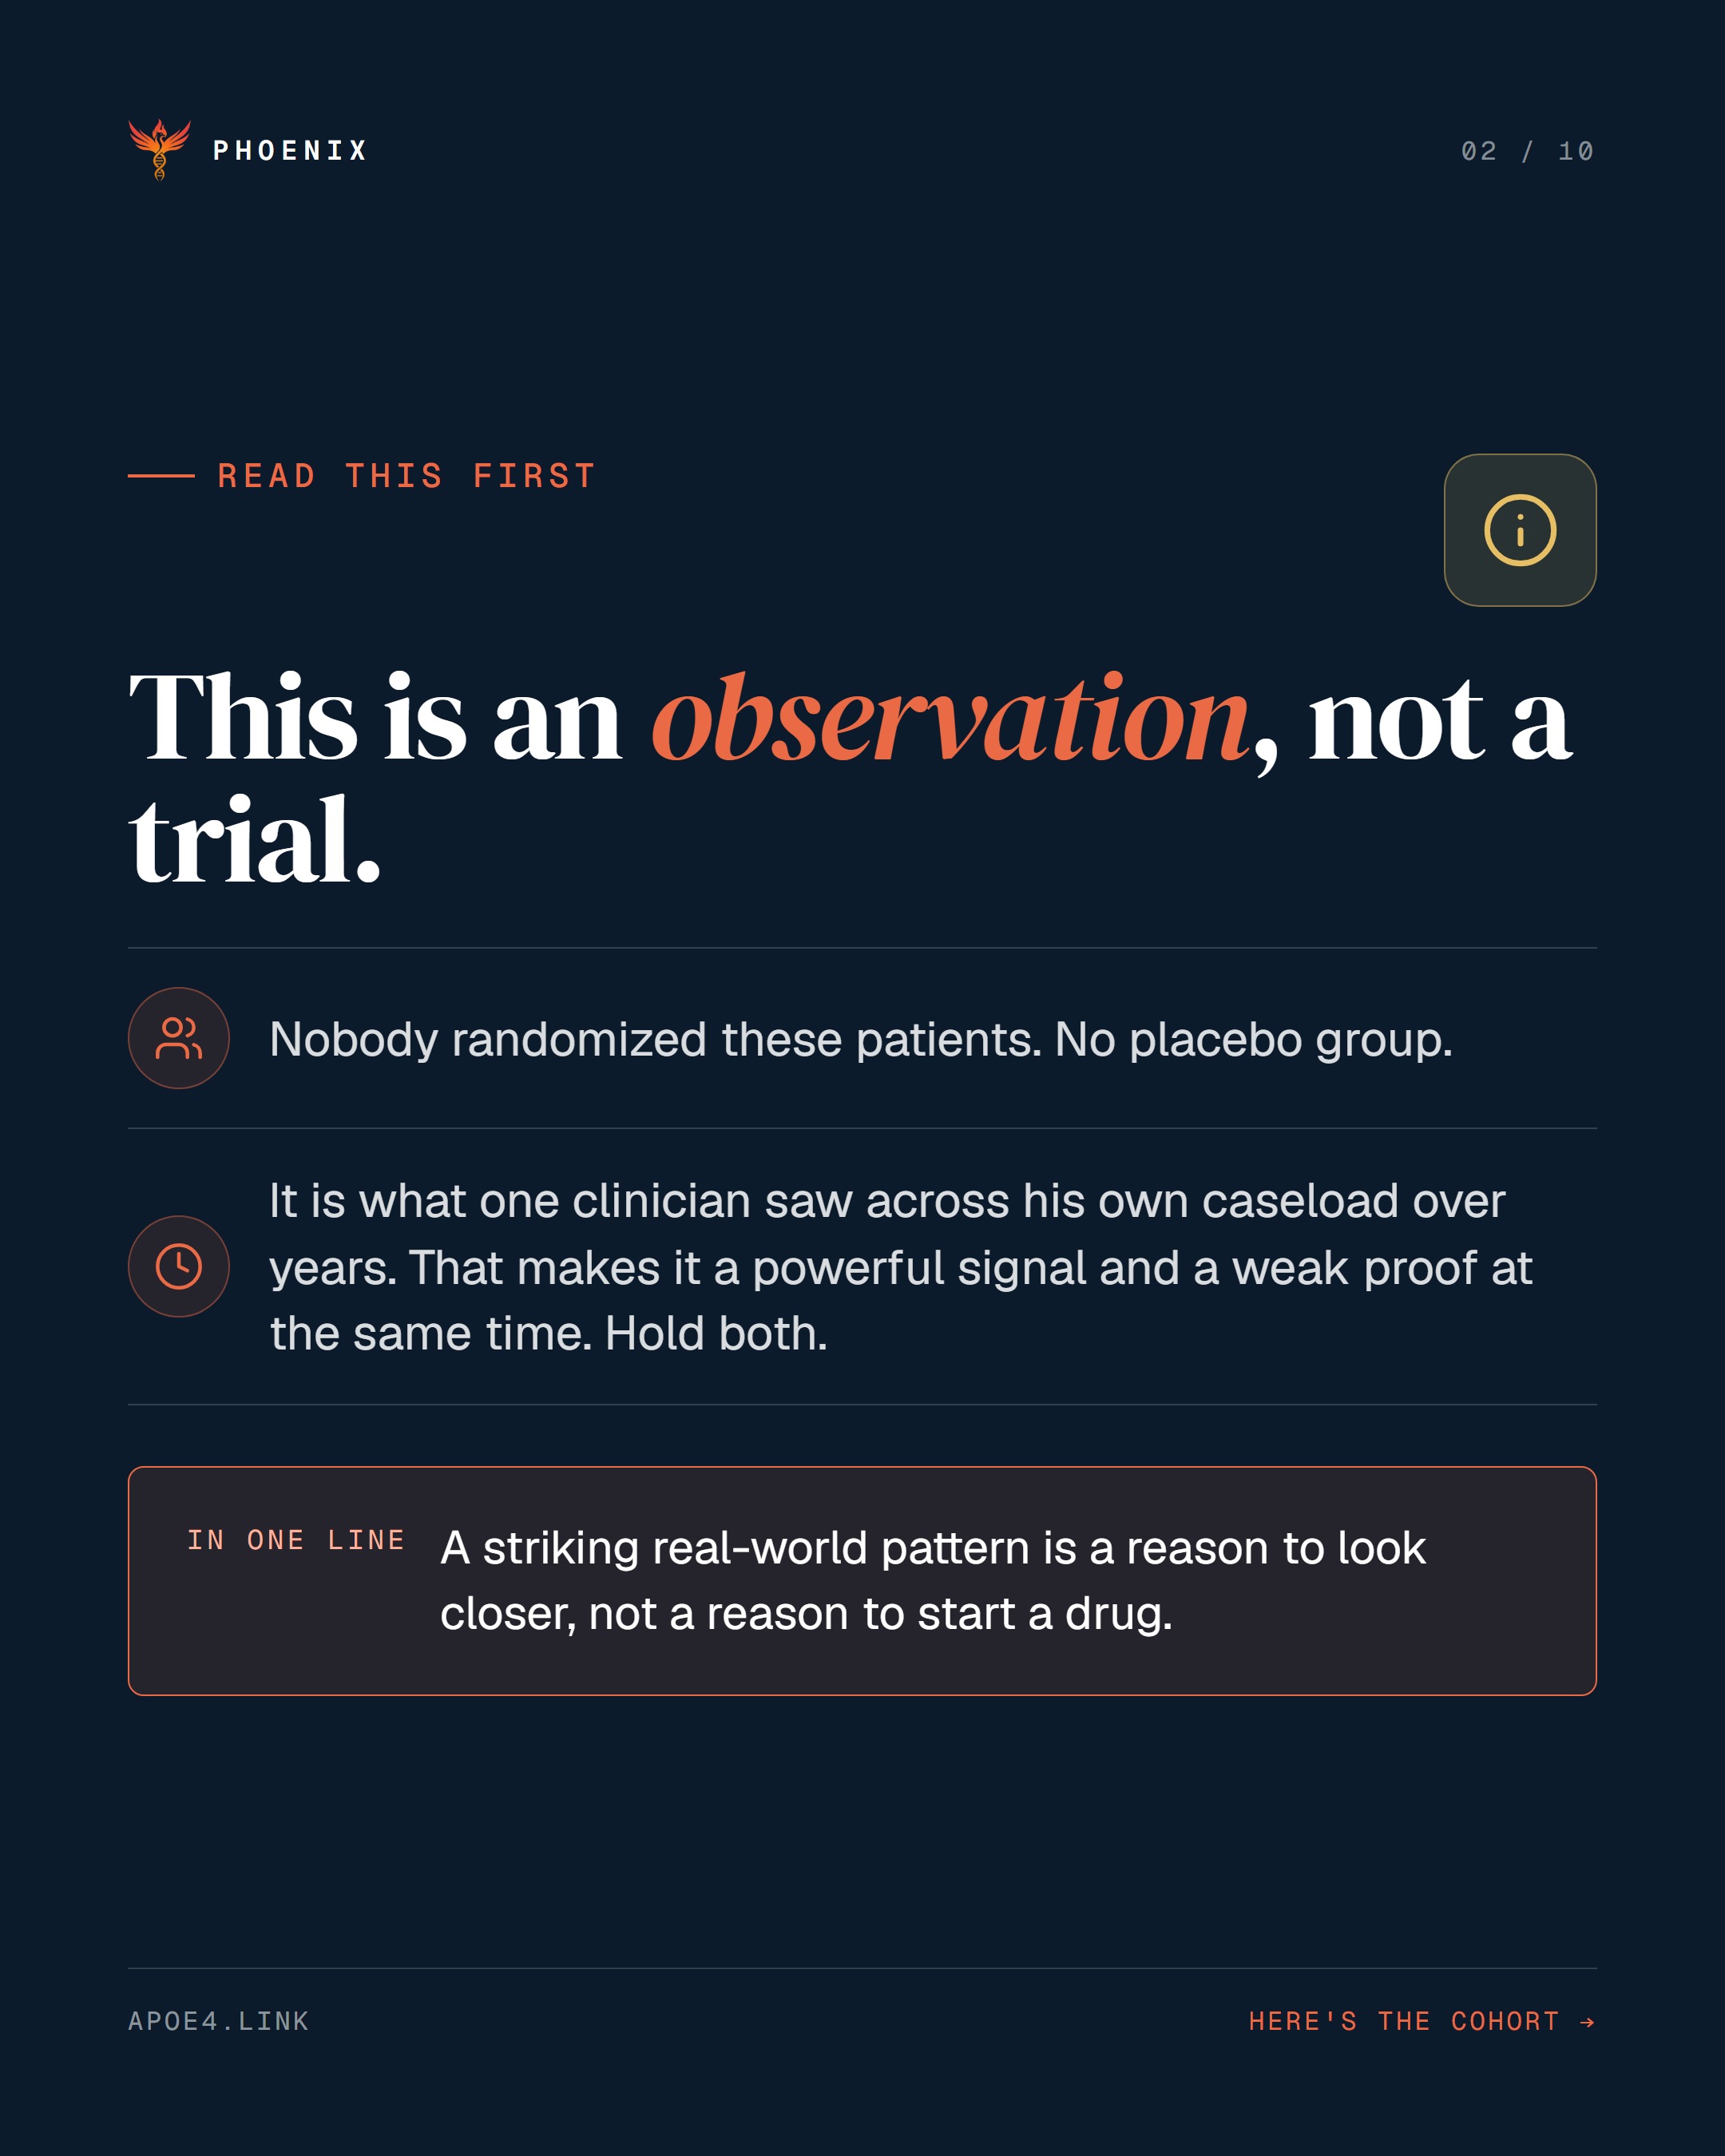 PHOENIX
02 / 10
READ THIS FIRST
This is an observation, not a
trial.
Nobody randomized these patients. No placebo group.
It is what one clinician saw across his own caseload over
years. That makes it a powerful signal and a weak proof at
the same time. Hold both.
IN ONE LINE
A striking real-world pattern is a reason to look
closer, not a reason to start a drug.
APOE4.LINK
HERE'S THE COHORT →